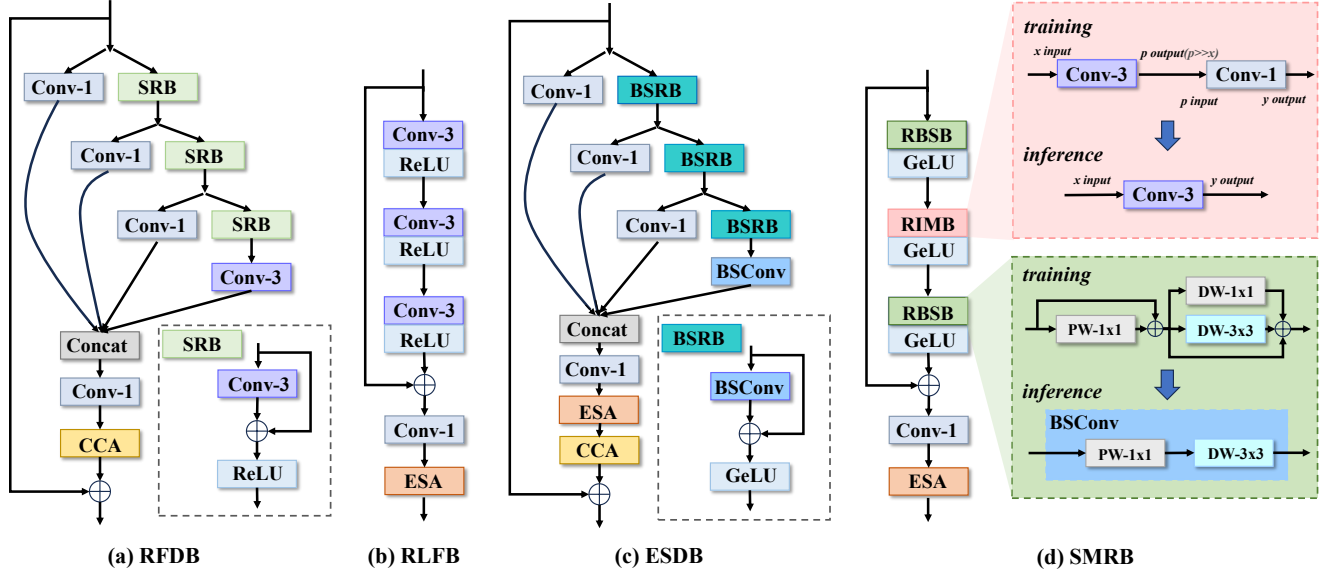 Conv-1
SRB
Conv-1
SRB
Conv-1
SRB
Conv-3
Concat
Conv-1
CCA
SRB
Conv-3
ReLU
(a) RFDB
Conv-3
ReLU
Conv-3
ReLU
Conv-3
ReLU
Conv-1
ESA
(b) RLFB
Conv-1
BSRB
Conv-1
BSRB
Conv-1
BSRB
BSConv
Concat
Conv-1
ESA
CCA
BSRB
BSConv
GeLU
(c) ESDB
RBSB
GeLU
RIMB
GeLU
RBSB
GeLU
Conv-1
ESA
training
x input
Conv-3
p output(p>>x)
p input
Conv-1
y output
inference
x input
Conv-3
y output
training
PW-1x1
DW-1x1
DW-3x3
inference
BSConv
PW-1x1
DW-3x3
(d) SMRB